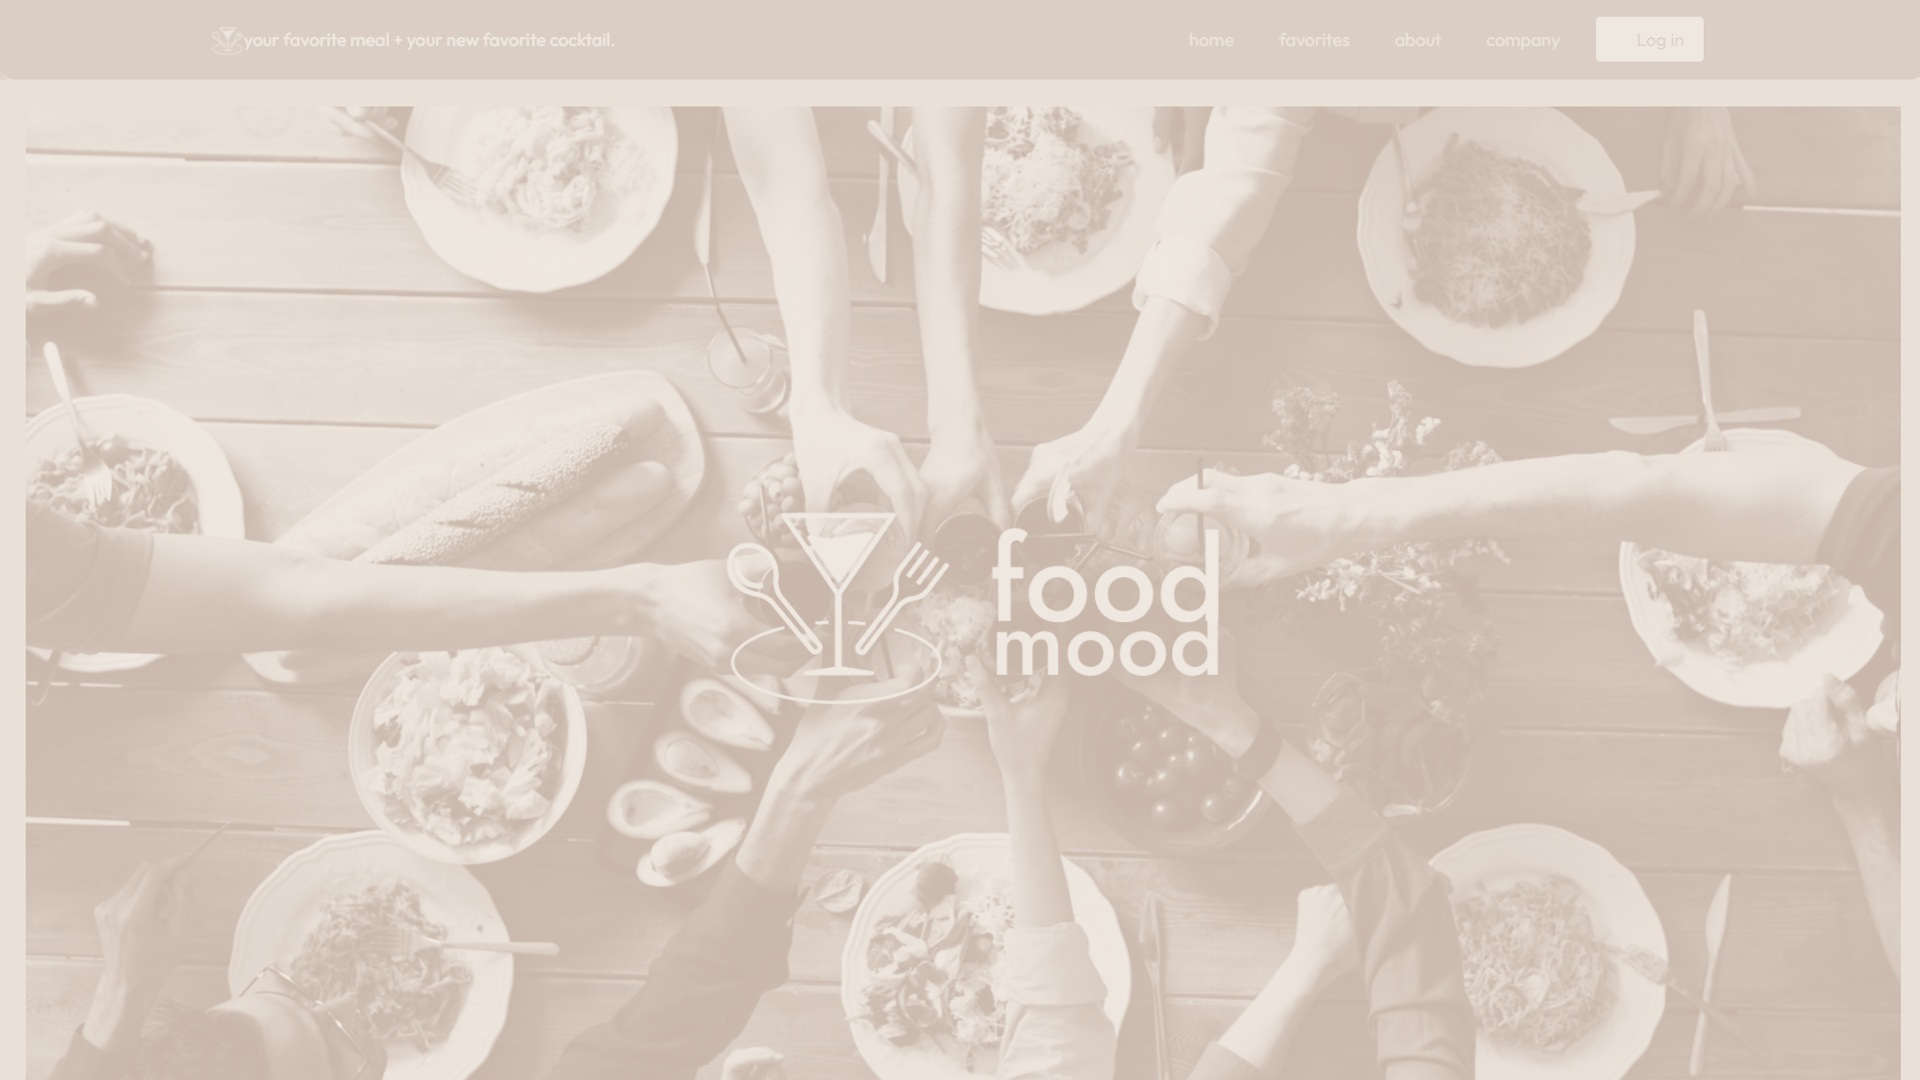 your favorite meal + your new favorite cocktail.
home
favorites
about
company
Log in
food
mood